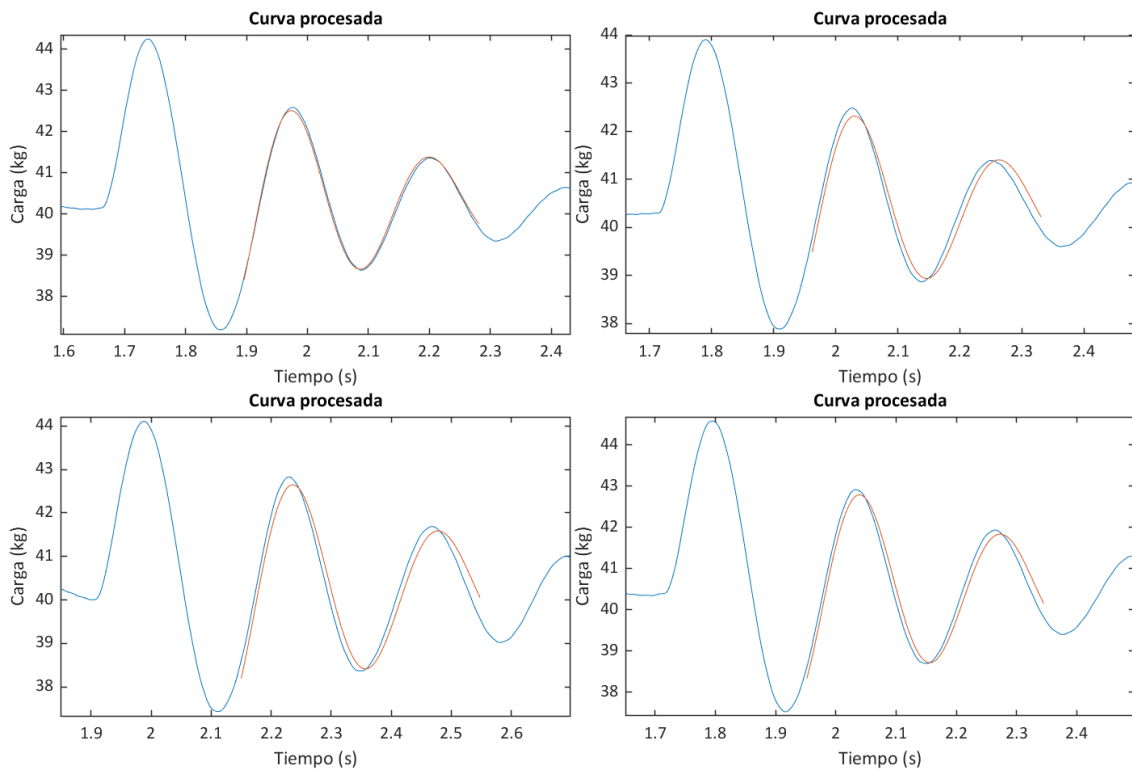 Curva procesada
44
43
42
41
40
39
38
Carga (kg)
1.6 1.7 1.8 1.9 2 2.1 2.2 2.3 2.4
Tiempo (s)
Curva procesada
44
43
42
41
40
39
38
Carga (kg)
1.7 1.8 1.9 2 2.1 2.2 2.3 2.4
Tiempo (s)
Curva procesada
44
43
42
41
40
39
38
Carga (kg)
1.9 2 2.1 2.2 2.3 2.4 2.5 2.6
Tiempo (s)
Curva procesada
44
43
42
41
40
39
38
Carga (kg)
1.7 1.8 1.9 2 2.1 2.2 2.3 2.4
Tiempo (s)